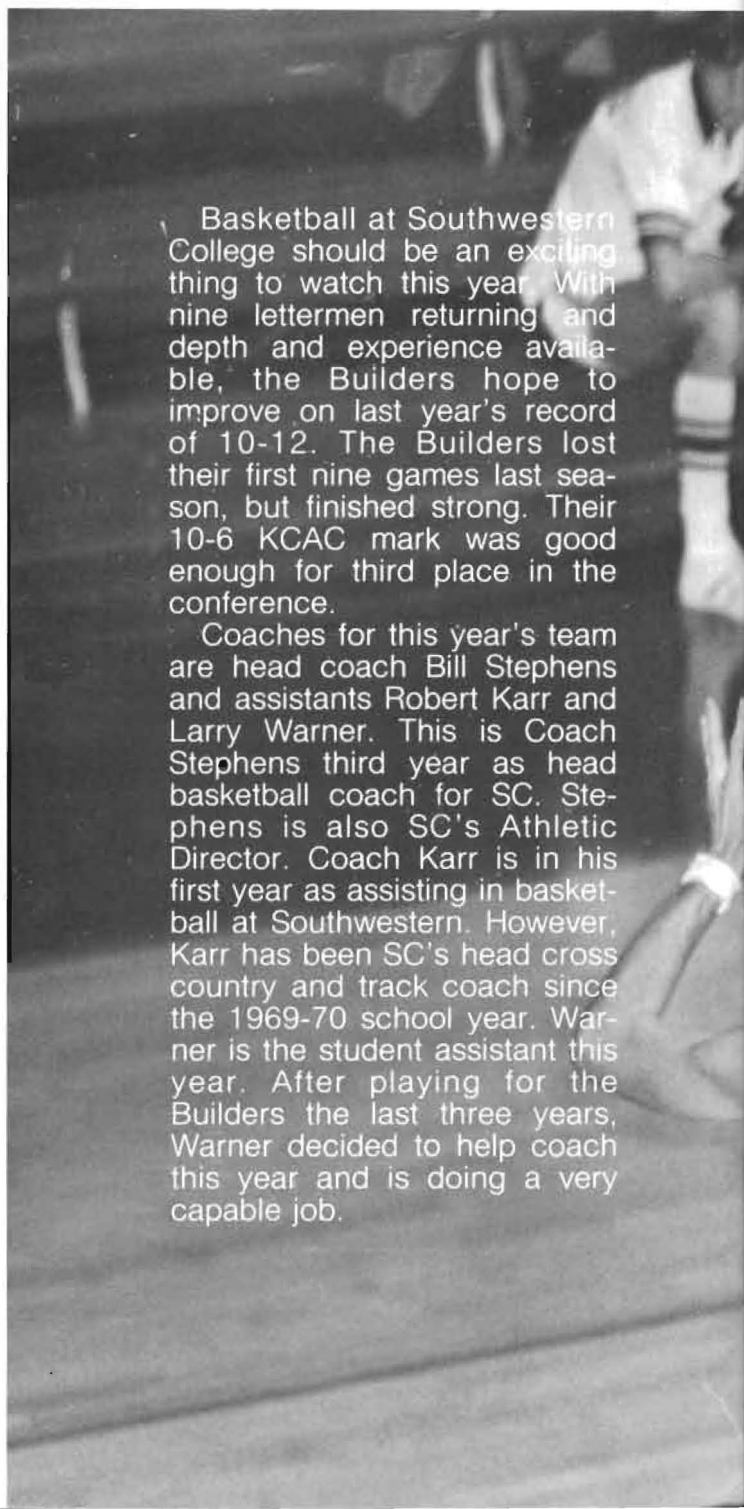 Basketball at Southwestern
College should be an exciting
thing to watch this year. With
nine lettermen returning and
depth and experience availa-
ble, the Builders hope to
improve on last year's record
of 10-12. The Builders lost
their first nine games last sea-
son, but finished strong. Their
10-6 KCAC mark was good
enough for third place in the
conference.
Coaches for this year's team
are head coach Bill Stephens
and assistants Robert Karr and
Larry Warner. This is Coach
Stephens third year as head
basketball coach for SC. Ste-
phens is also SC's Athletic
Director. Coach Karr is in his
first year as assisting in basket-
ball at Southwestern. However,
Karr has been SC's head cross
country and track coach since
the 1969-70 school year. War-
ner is the student assistant this
year. After playing for the
Builders the last three years,
Warner decided to help coach
this year and is doing a very
capable job.